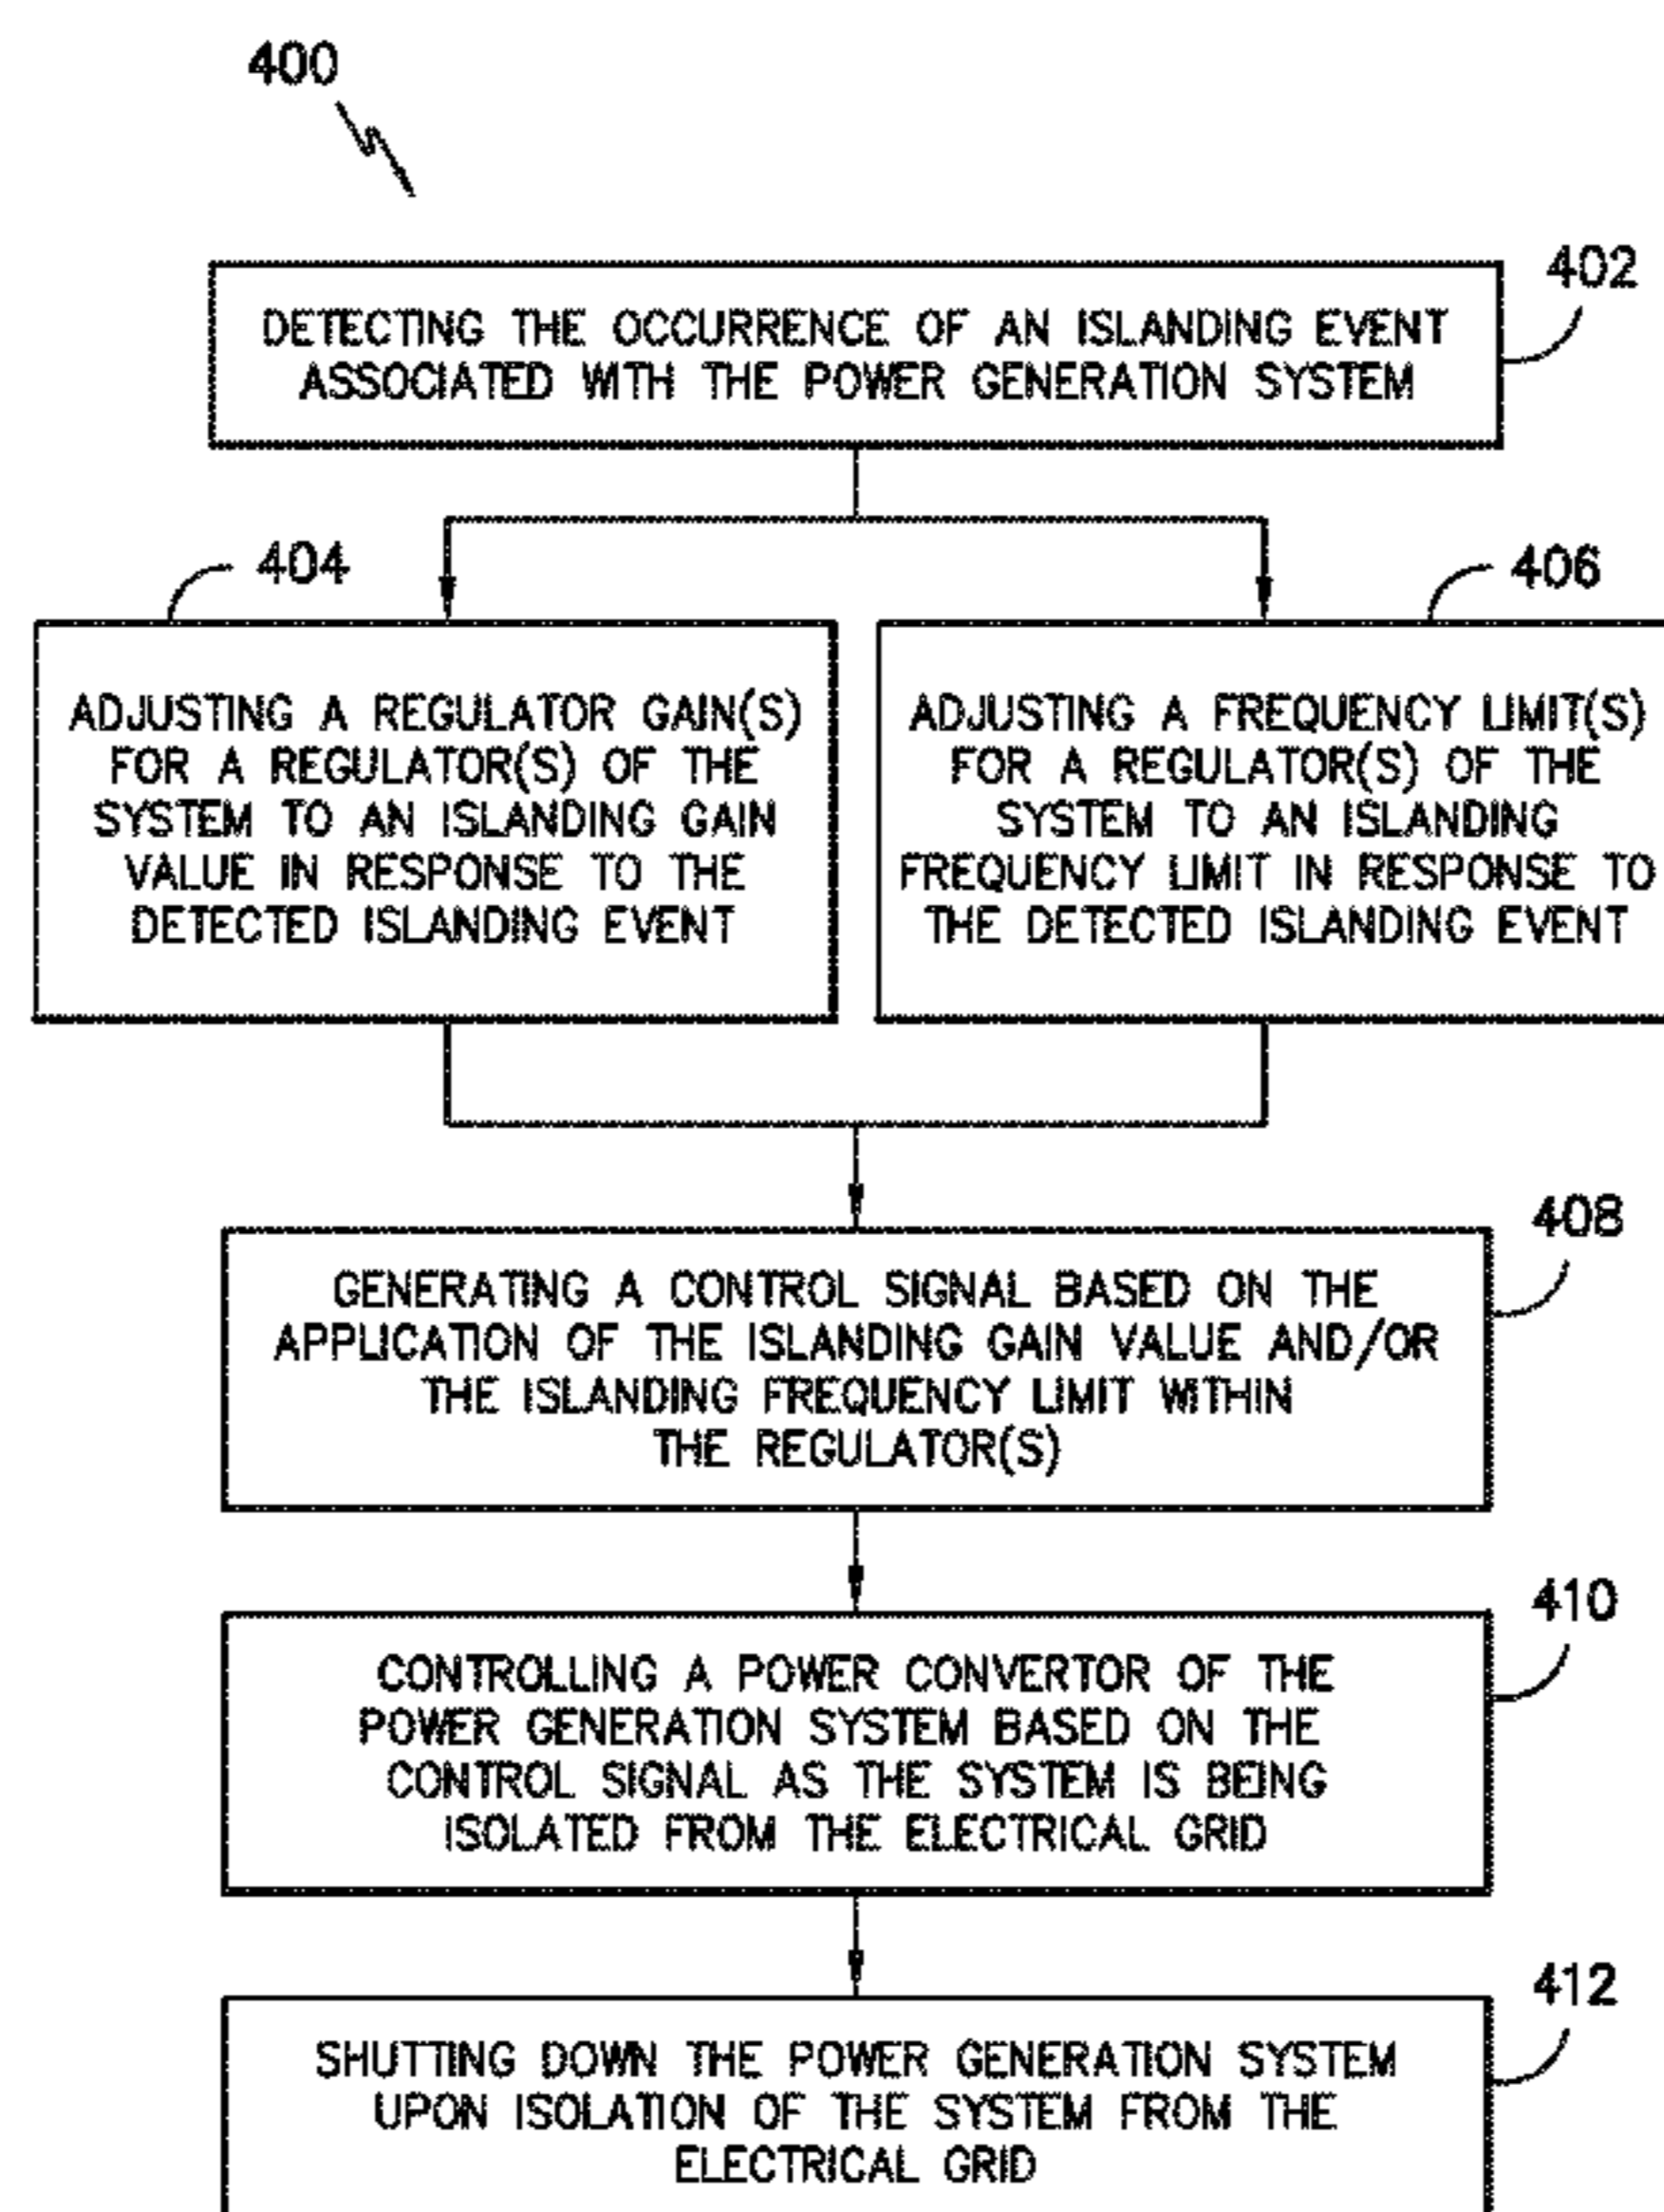 400
402
DETECTING THE OCCURRENCE OF AN ISLANDING EVENT
ASSOCIATED WITH THE POWER GENERATION SYSTEM
404
ADJUSTING A REGULATOR GAIN(S)
FOR A REGULATOR(S) OF THE
SYSTEM TO AN ISLANDING GAIN
VALUE IN RESPONSE TO THE
DETECTED ISLANDING EVENT
406
ADJUSTING A FREQUENCY LIMIT(S)
FOR A REGULATOR(S) OF THE
SYSTEM TO AN ISLANDING
FREQUENCY LIMIT IN RESPONSE TO
THE DETECTED ISLANDING EVENT
408
GENERATING A CONTROL SIGNAL BASED ON THE
APPLICATION OF THE ISLANDING GAIN VALUE AND/OR
THE ISLANDING FREQUENCY LIMIT WITHIN
THE REGULATOR(S)
410
CONTROLLING A POWER CONVERTOR OF THE
POWER GENERATION SYSTEM BASED ON THE
CONTROL SIGNAL AS THE SYSTEM IS BEING
ISOLATED FROM THE ELECTRICAL GRID
412
SHUTTING DOWN THE POWER GENERATION SYSTEM
UPON ISOLATION OF THE SYSTEM FROM THE
ELECTRICAL GRID